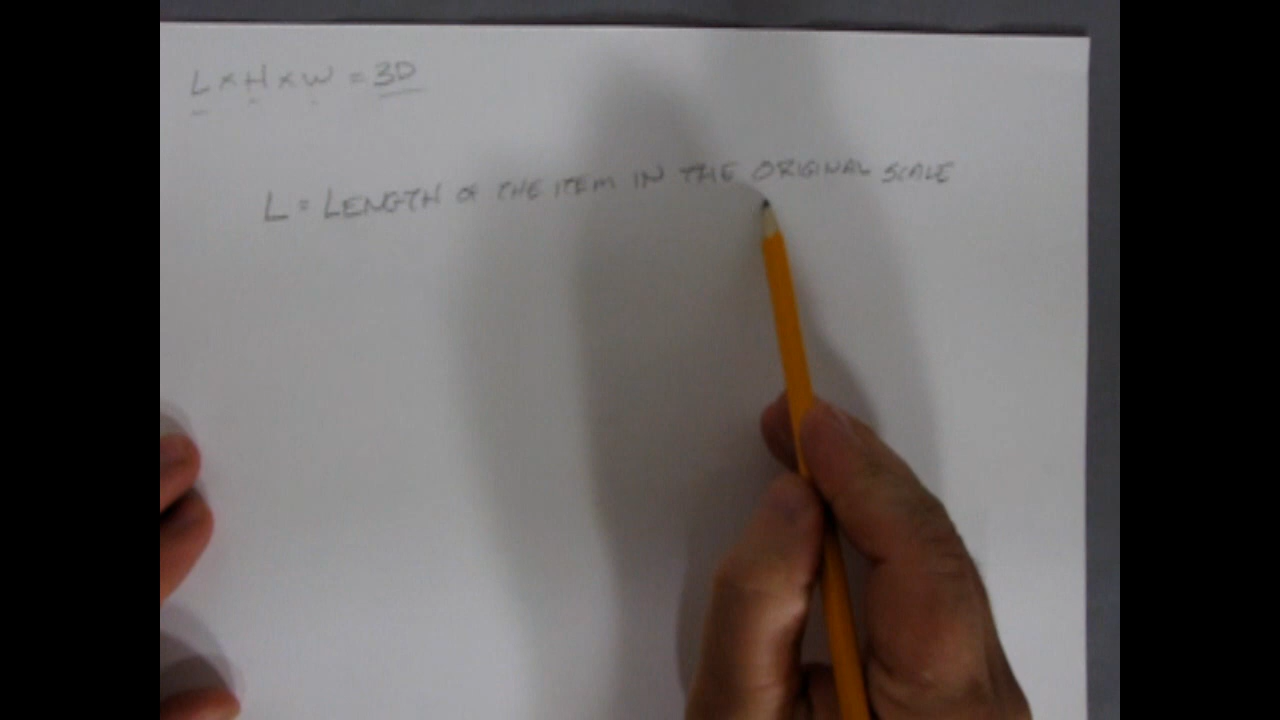 L × H × W = 3D
L = LENGTH of THE ITEM IN THE ORIGINAL SCALE